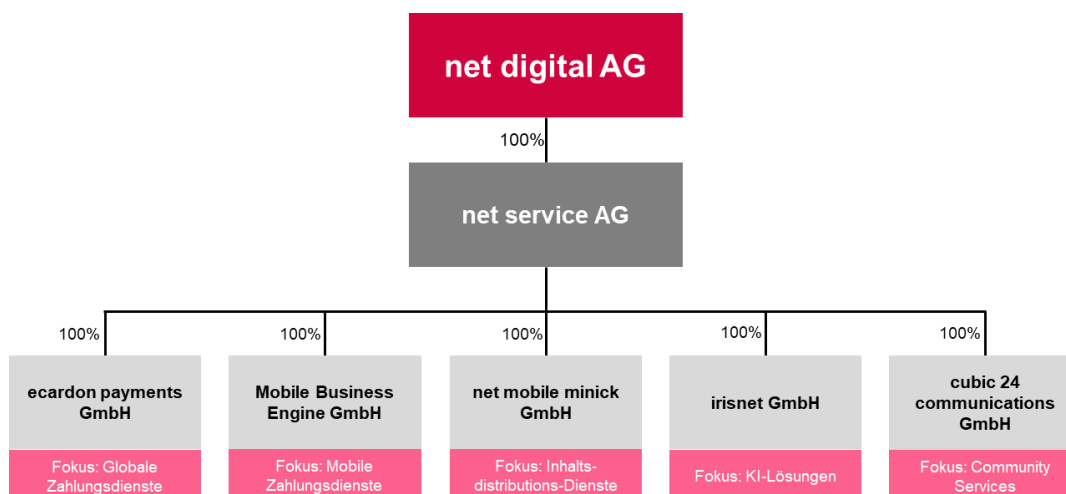 net digital AG
100%
net service AG
100%
100%
100%
100%
100%
ecardon payments
GmbH
Fokus: Globale
Zahlungsdienste
Mobile Business
Engine GmbH
Fokus: Mobile
Zahlungsdienste
net mobile minick
GmbH
Fokus: Inhalts-
distributions-Dienste
irisnet GmbH
Fokus: KI-Lösungen
cubic 24
communications
GmbH
Fokus: Community
Services